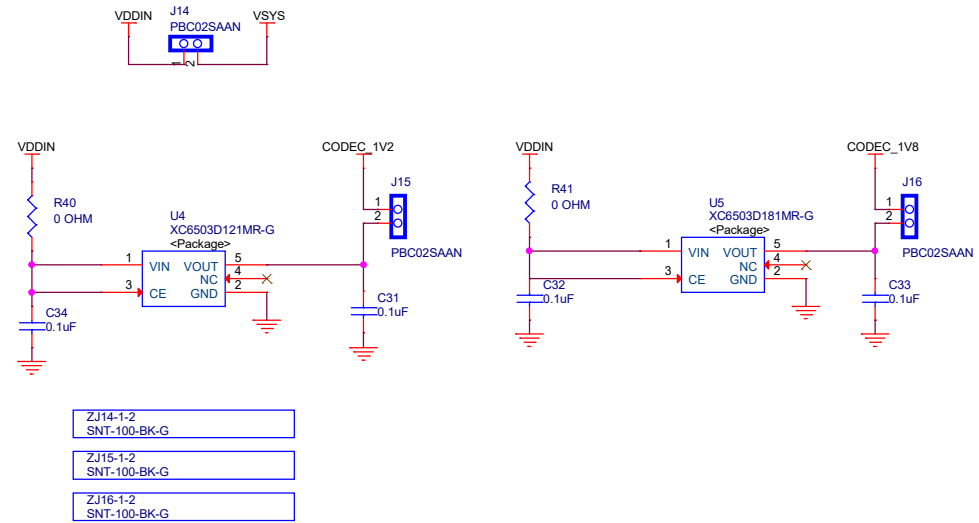 J14
VDDIN
VSYS
PBC02SAAN
1
2
VDDIN
CODEC_1V2
J15
R40
0 OHM
1
2
PBC02SAAN
U4
XC6503D121MR-G
<Package>
1
VIN
VOUT
5
NC
4
3
CE
GND
2
C34
0.1uF
C31
0.1uF
VDDIN
CODEC_1V8
J16
R41
0 OHM
1
2
PBC02SAAN
U5
XC6503D181MR-G
<Package>
1
VIN
VOUT
5
NC
4
3
CE
GND
2
C32
0.1uF
C33
0.1uF
ZJ14-1-2
SNT-100-BK-G
ZJ15-1-2
SNT-100-BK-G
ZJ16-1-2
SNT-100-BK-G